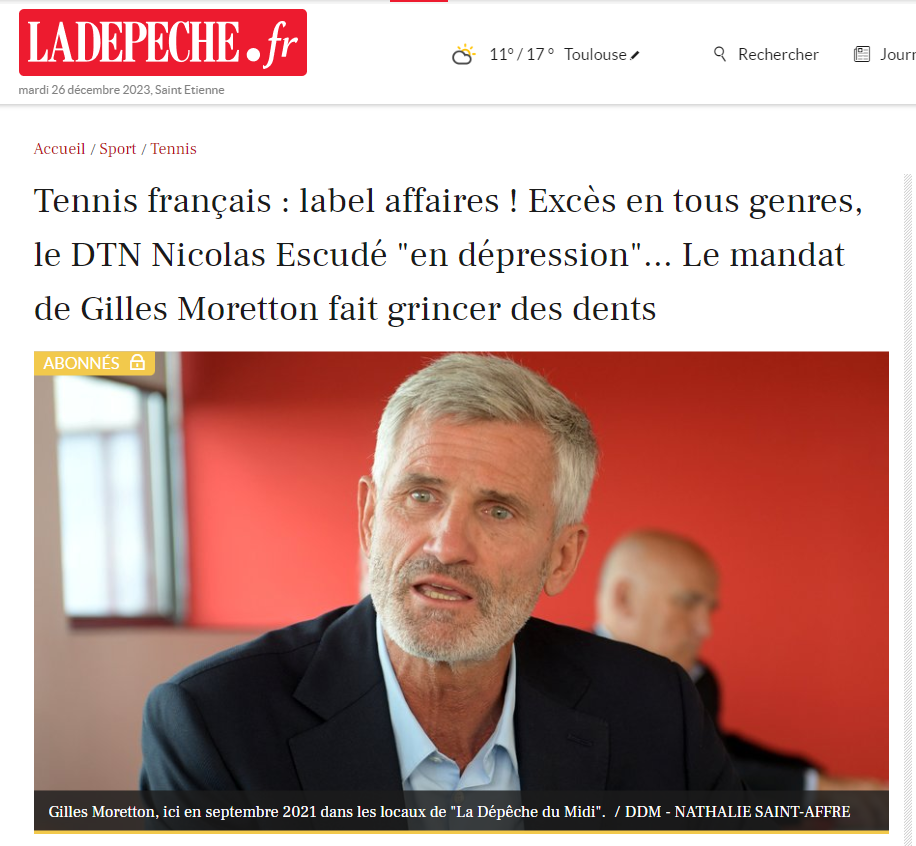 LADEPECHE.fr
11° / 17° Toulouse
Rechercher
mardi 26 décembre 2023, Saint Etienne
Accueil / Sport / Tennis
Tennis français : label affaires ! Excès en tous genres,
le DTN Nicolas Escudé "en dépression"... Le mandat
de Gilles Moretton fait grincer des dents
ABONNÉS
Gilles Moretton, ici en septembre 2021 dans les locaux de "La Dépêche du Midi". / DDM - NATHALIE SAINT-AFFRE